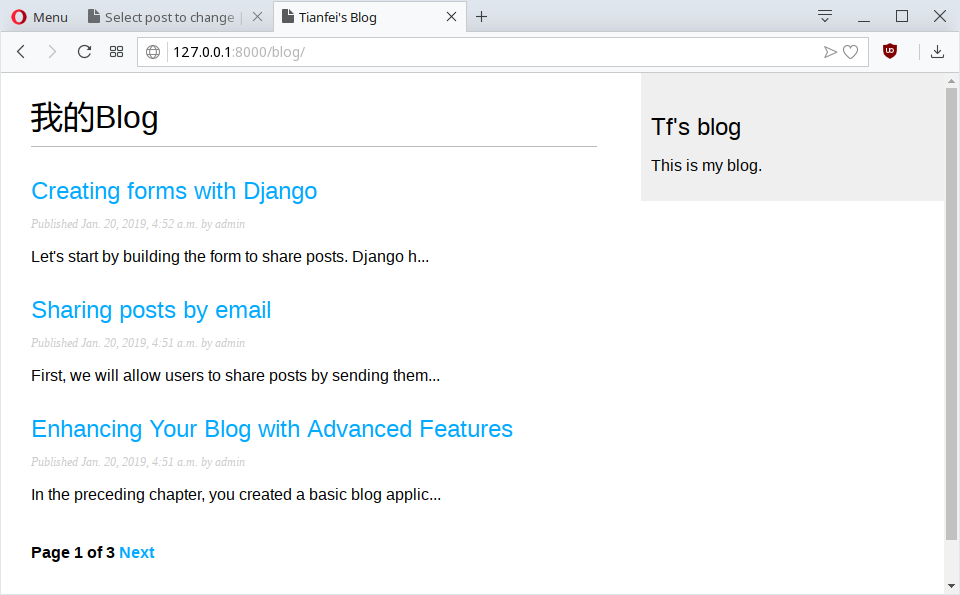 Menu
Select post to change |
Tianfei's Blog
127.0.0.1:8000/blog/
我的Blog
Creating forms with Django
Published Jan. 20, 2019, 4:52 a.m. by admin
Let's start by building the form to share posts. Django h...
Sharing posts by email
Published Jan. 20, 2019, 4:51 a.m. by admin
First, we will allow users to share posts by sending them...
Enhancing Your Blog with Advanced Features
Published Jan. 20, 2019, 4:51 a.m. by admin
In the preceding chapter, you created a basic blog applic...
Page 1 of 3 Next
Tf's blog
This is my blog.